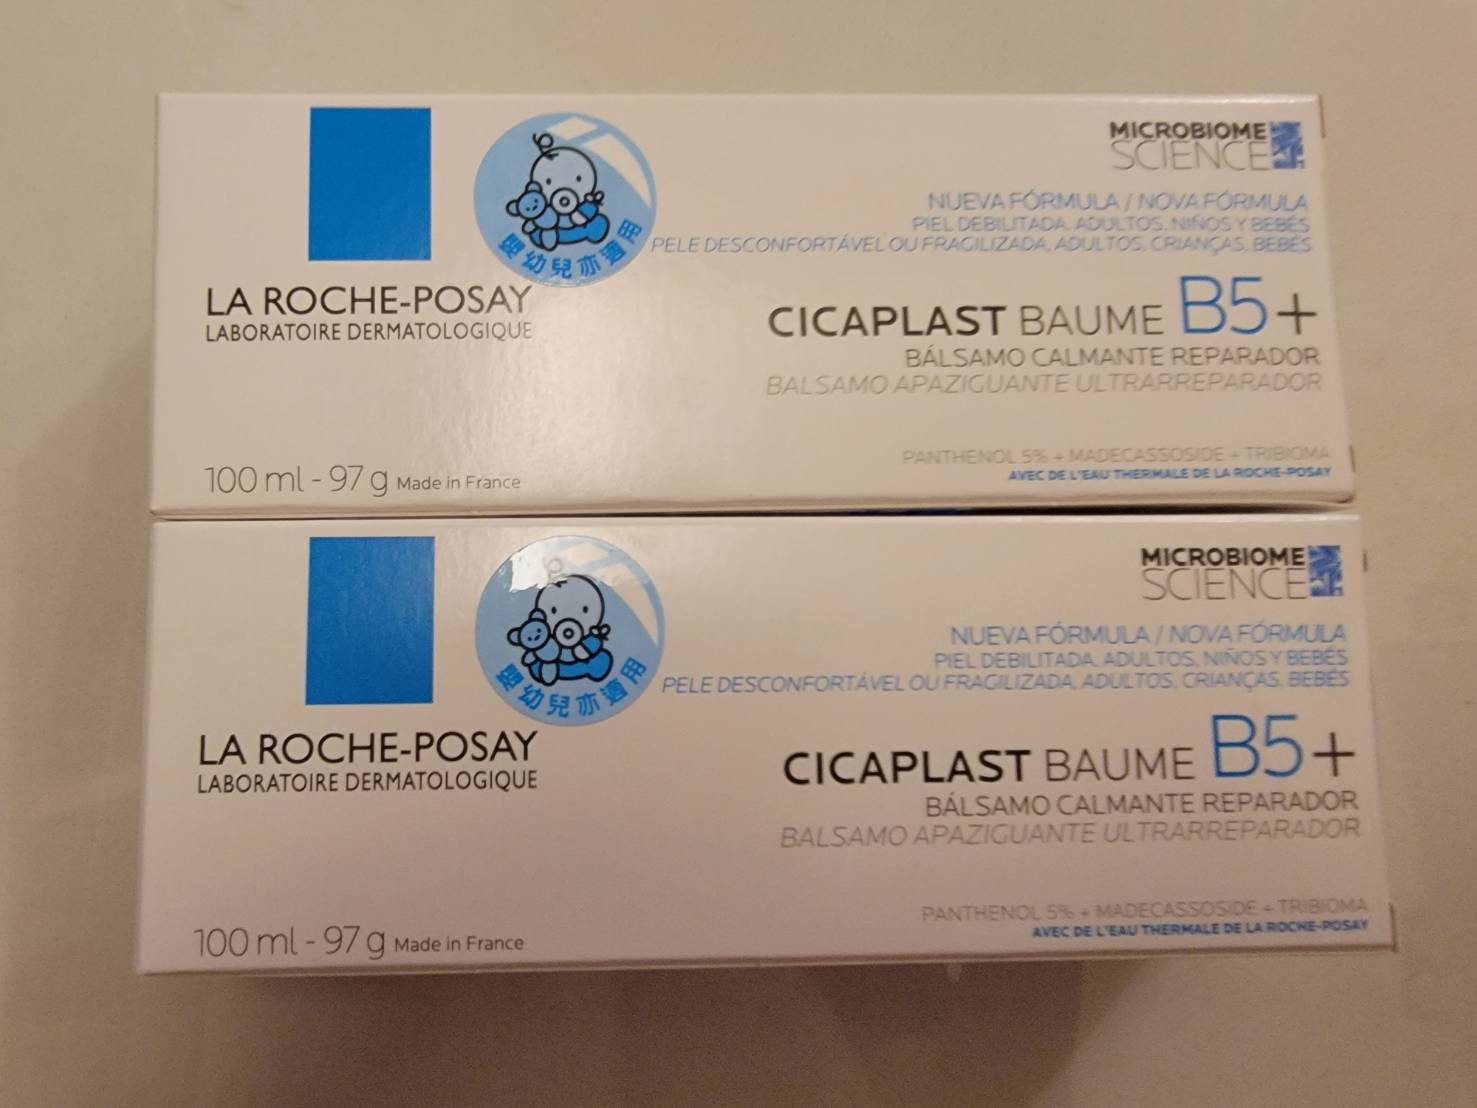 MICROBIOME
SCIENCE
NUEVA FÓRMULA / NOVA FÓRMULA
PIEL DEBILITADA, ADULTOS, NIÑOS Y BEBÉS
PELE DESCONFORTÁVEL OU FRAGILIZADA, ADULTOS, CRIANÇAS, BEBÉS
嬰幼兒亦適用
LA ROCHE-POSAY
LABORATOIRE DERMATOLOGIQUE
CICAPLAST BAUME B5+
BÁLSAMO CALMANTE REPARADOR
BALSAMO APAZIGUANTE ULTRARREPARADOR
PANTHENOL 5% + MADECASSOSIDE + TRIBIOMA
AVEC DE L'EAU THERMALE DE LA ROCHE-POSAY
100 ml - 97 g Made in France
MICROBIOME
SCIENCE
NUEVA FÓRMULA / NOVA FÓRMULA
PIEL DEBILITADA, ADULTOS, NIÑOS Y BEBÉS
PELE DESCONFORTÁVEL OU FRAGILIZADA, ADULTOS, CRIANÇAS, BEBÉS
嬰幼兒亦適用
LA ROCHE-POSAY
LABORATOIRE DERMATOLOGIQUE
CICAPLAST BAUME B5+
BÁLSAMO CALMANTE REPARADOR
BALSAMO APAZIGUANTE ULTRARREPARADOR
PANTHENOL 5% + MADECASSOSIDE + TRIBIOMA
AVEC DE L'EAU THERMALE DE LA ROCHE-POSAY
100 ml - 97 g Made in France